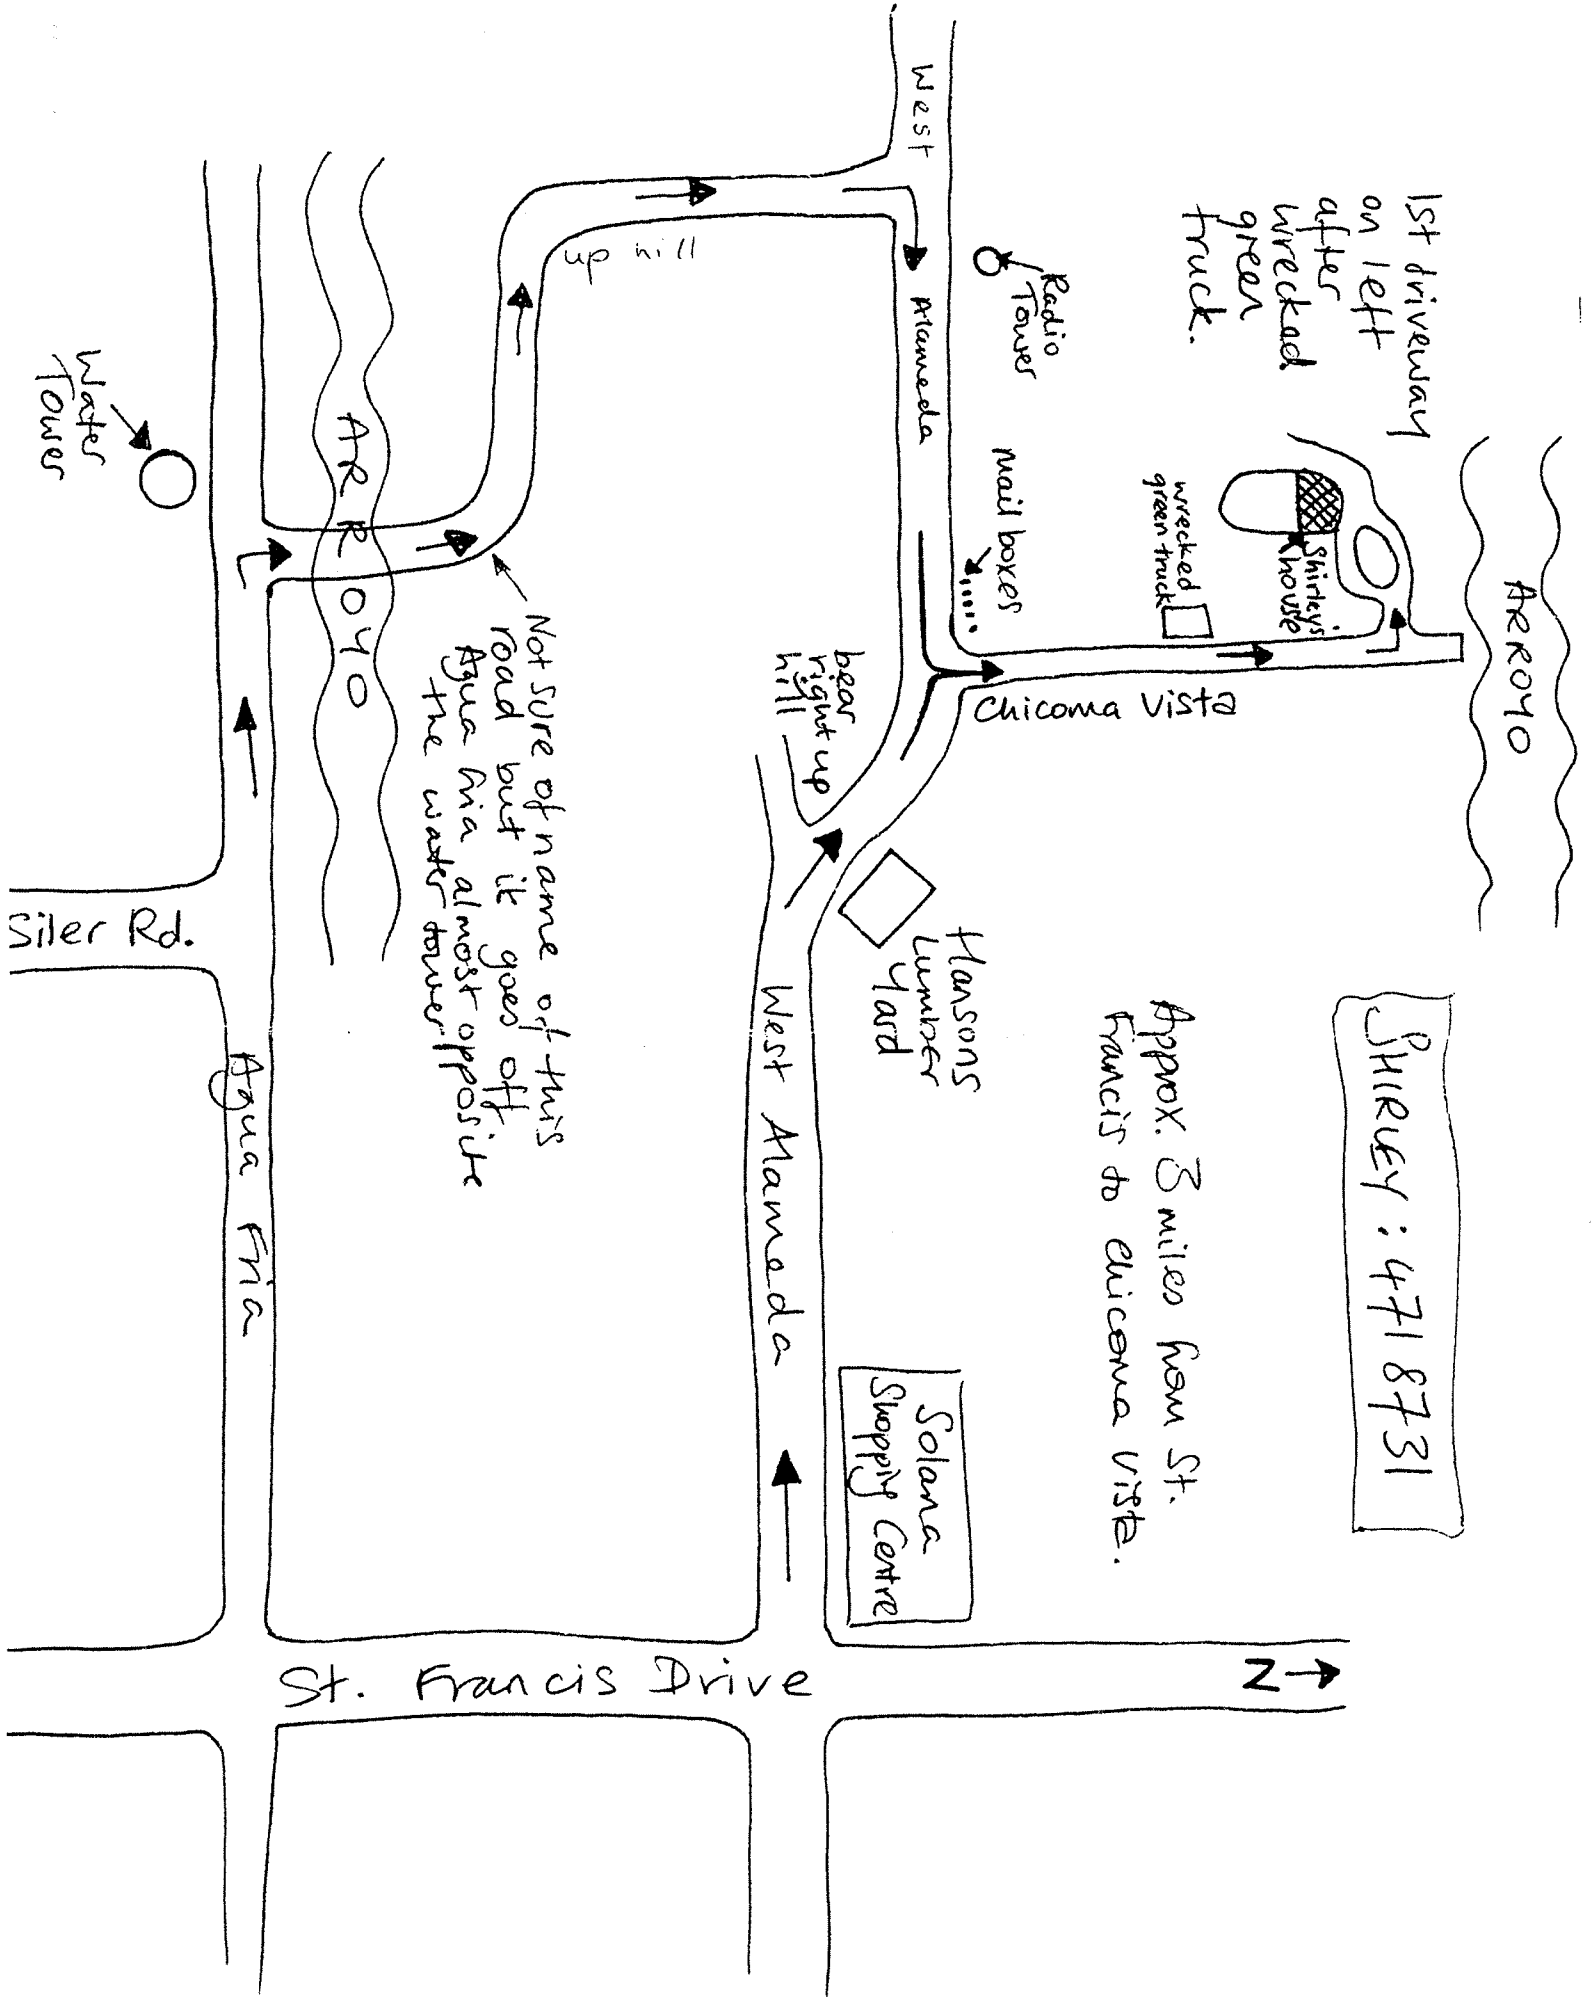 1st driveway
on left
after
wrecked
green
truck.
ARROYO
SHIRLEY: 471 8731
Shirley's
house
wrecked
green truck
Chicoma Vista
Approx. 3 miles from St.
Francis to Chicoma Vista.
Radio
Tower
mail boxes
West Alameda
Hansons
Lumber
Yard
Solana
Shopping Centre
bear
right up
hill
West Alameda
up hill
Not sure of name of this
road but it goes off
Agua Fria almost opposite
the water tower
ARROYO
St. Francis Drive
N
Agua Fria
Siler Rd.
Water
Tower